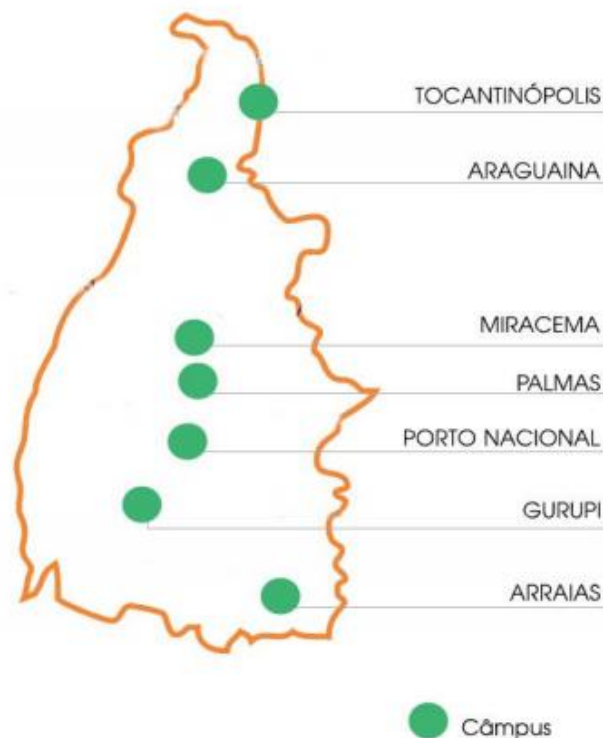 TOCANTINÓPOLIS
ARAGUAINA
MIRACEMA
PALMAS
PORTO NACIONAL
GURUPI
ARRAIAS
Câmpus